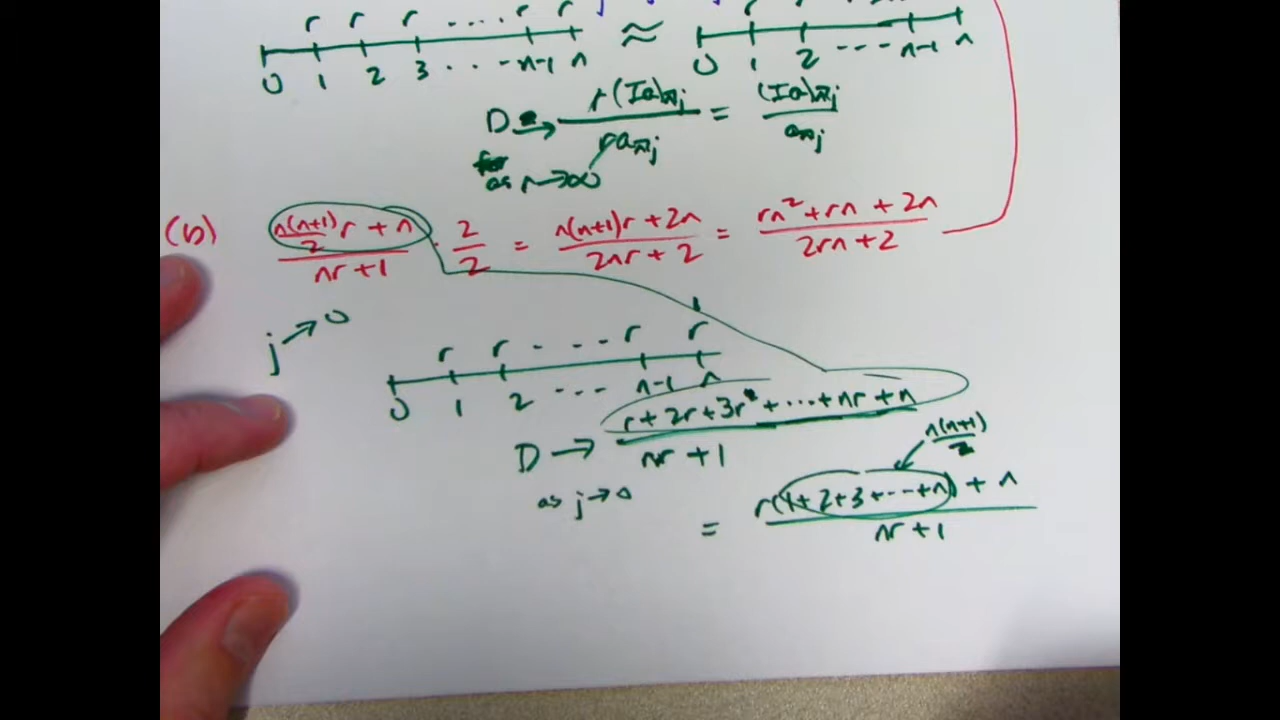 r r r .... r r
0 1 2 3 ... n-1 n ≈ 0 1 2 --- n-1 n
D → r(Ia)n̅|j / r an̅|j = (Ia)n̅|j / an̅|j
as r→∞
(b) (n(n+1)/2 r + n) / (nr+1) · 2/2 = (n(n+1)r + 2n) / (2nr + 2) = (rn² + rn + 2n) / (2rn + 2)
j → 0
r r - - - r r
0 1 2 --- n-1 n
D → (r + 2r + 3r + ... + nr + n) / (nr + 1)
as j→0
n(n+1)/2
= (r(1+2+3+...+n) + n) / (nr + 1)